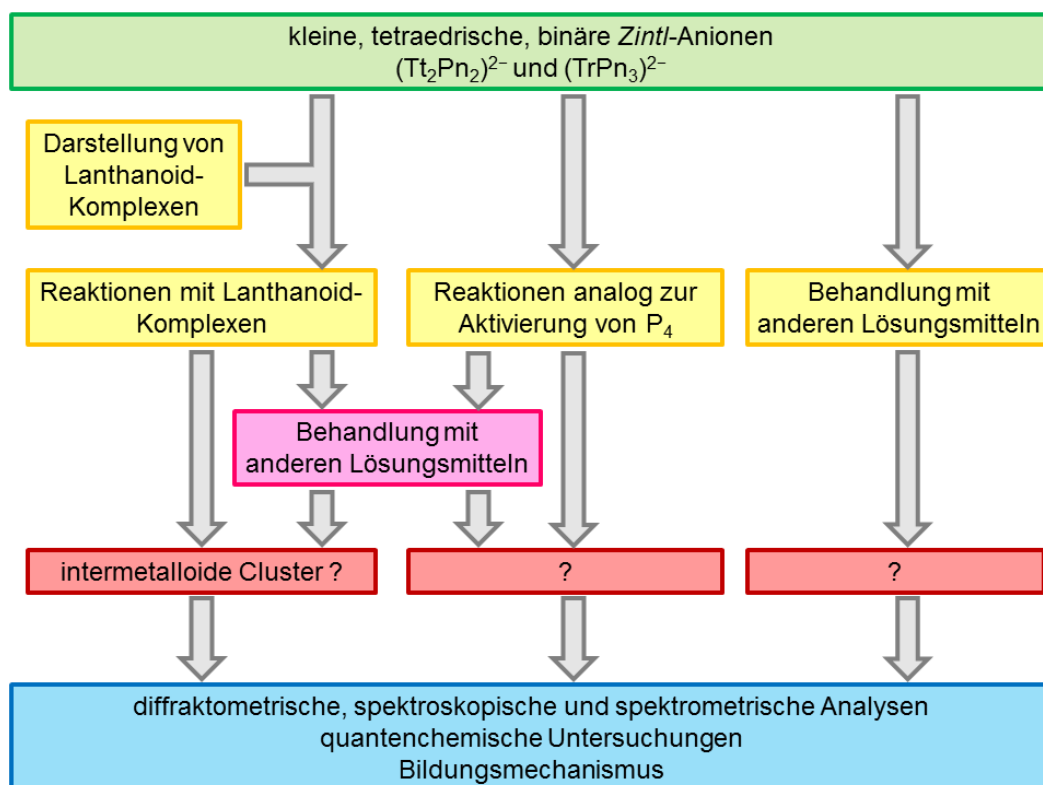 kleine, tetraedrische, binäre Zintl-Anionen
(Tt₂Pn₂)²⁻ und (TrPn₃)²⁻
Darstellung von
Lanthanoid-
Komplexen
Reaktionen mit Lanthanoid-
Komplexen
Reaktionen analog zur
Aktivierung von P₄
Behandlung mit
anderen Lösungsmitteln
Behandlung mit
anderen Lösungsmitteln
intermetalloide Cluster ?
?
?
diffraktometrische, spektroskopische und spektrometrische Analysen
quantenchemische Untersuchungen
Bildungsmechanismus